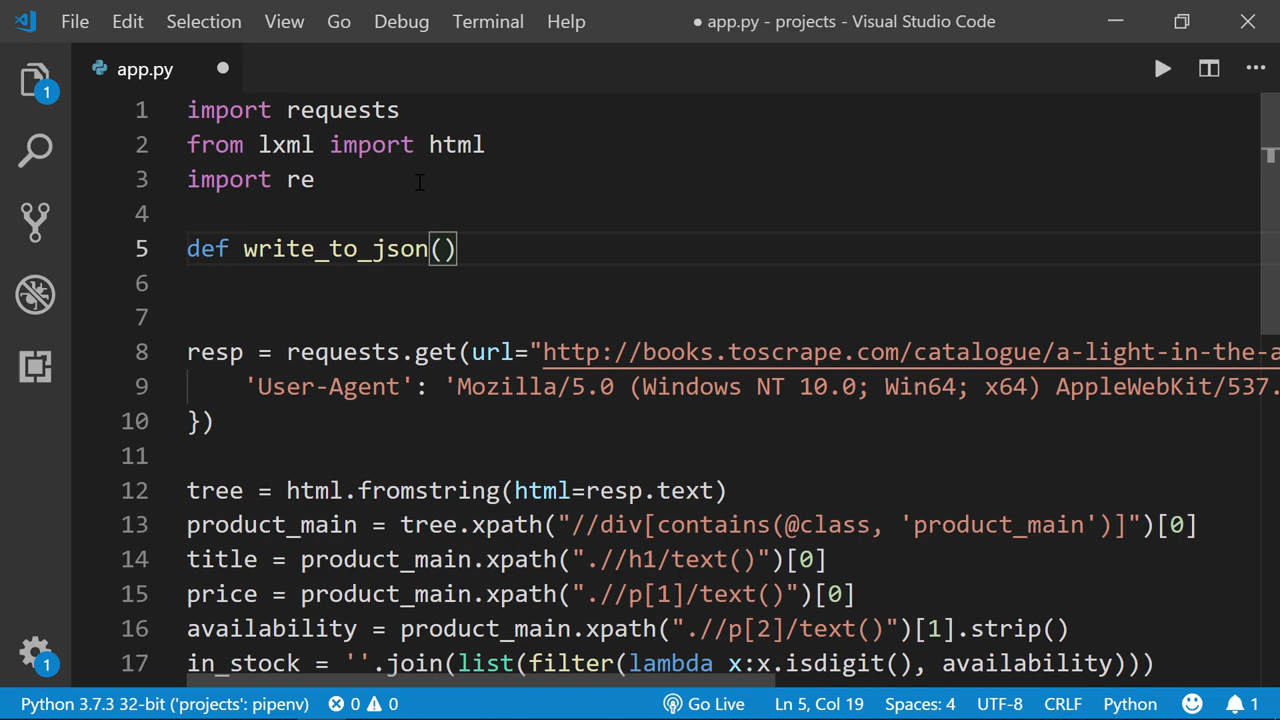 File Edit Selection View Go Debug Terminal Help ● app.py - projects - Visual Studio Code
app.py
1 import requests
2 from lxml import html
3 import re
4
5 def write_to_json()
6
7
8 resp = requests.get(url="http://books.toscrape.com/catalogue/a-light-in-the-a
9 'User-Agent': 'Mozilla/5.0 (Windows NT 10.0; Win64; x64) AppleWebKit/537.
10 })
11
12 tree = html.fromstring(html=resp.text)
13 product_main = tree.xpath("//div[contains(@class, 'product_main')]")[0]
14 title = product_main.xpath(".//h1/text()")[0]
15 price = product_main.xpath(".//p[1]/text()")[0]
16 availability = product_main.xpath(".//p[2]/text()")[1].strip()
17 in_stock = ''.join(list(filter(lambda x:x.isdigit(), availability)))
1
1
Python 3.7.3 32-bit ('projects': pipenv) 0 0 Go Live Ln 5, Col 19 Spaces: 4 UTF-8 CRLF Python 1